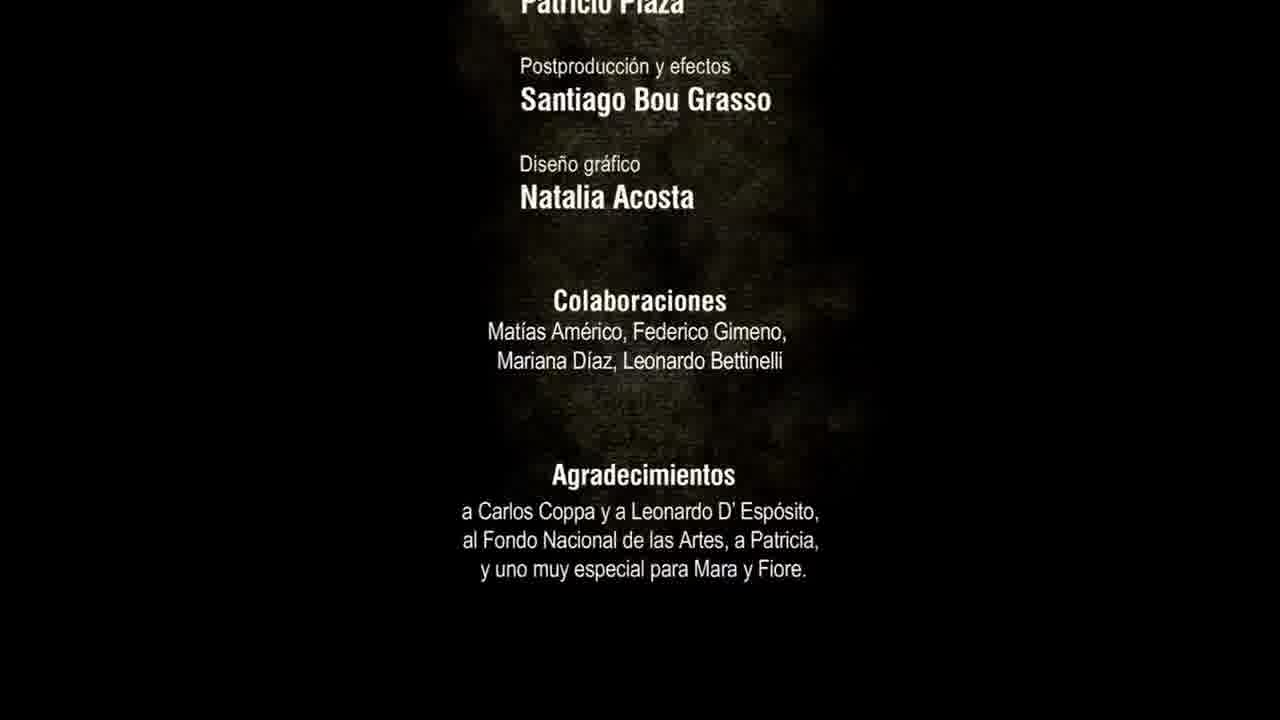 Patricio Plaza
Postproducción y efectos
Santiago Bou Grasso
Diseño gráfico
Natalia Acosta
Colaboraciones
Matías Américo, Federico Gimeno,
Mariana Díaz, Leonardo Bettinelli
Agradecimientos
a Carlos Coppa y a Leonardo D' Espósito,
al Fondo Nacional de las Artes, a Patricia,
y uno muy especial para Mara y Fiore.